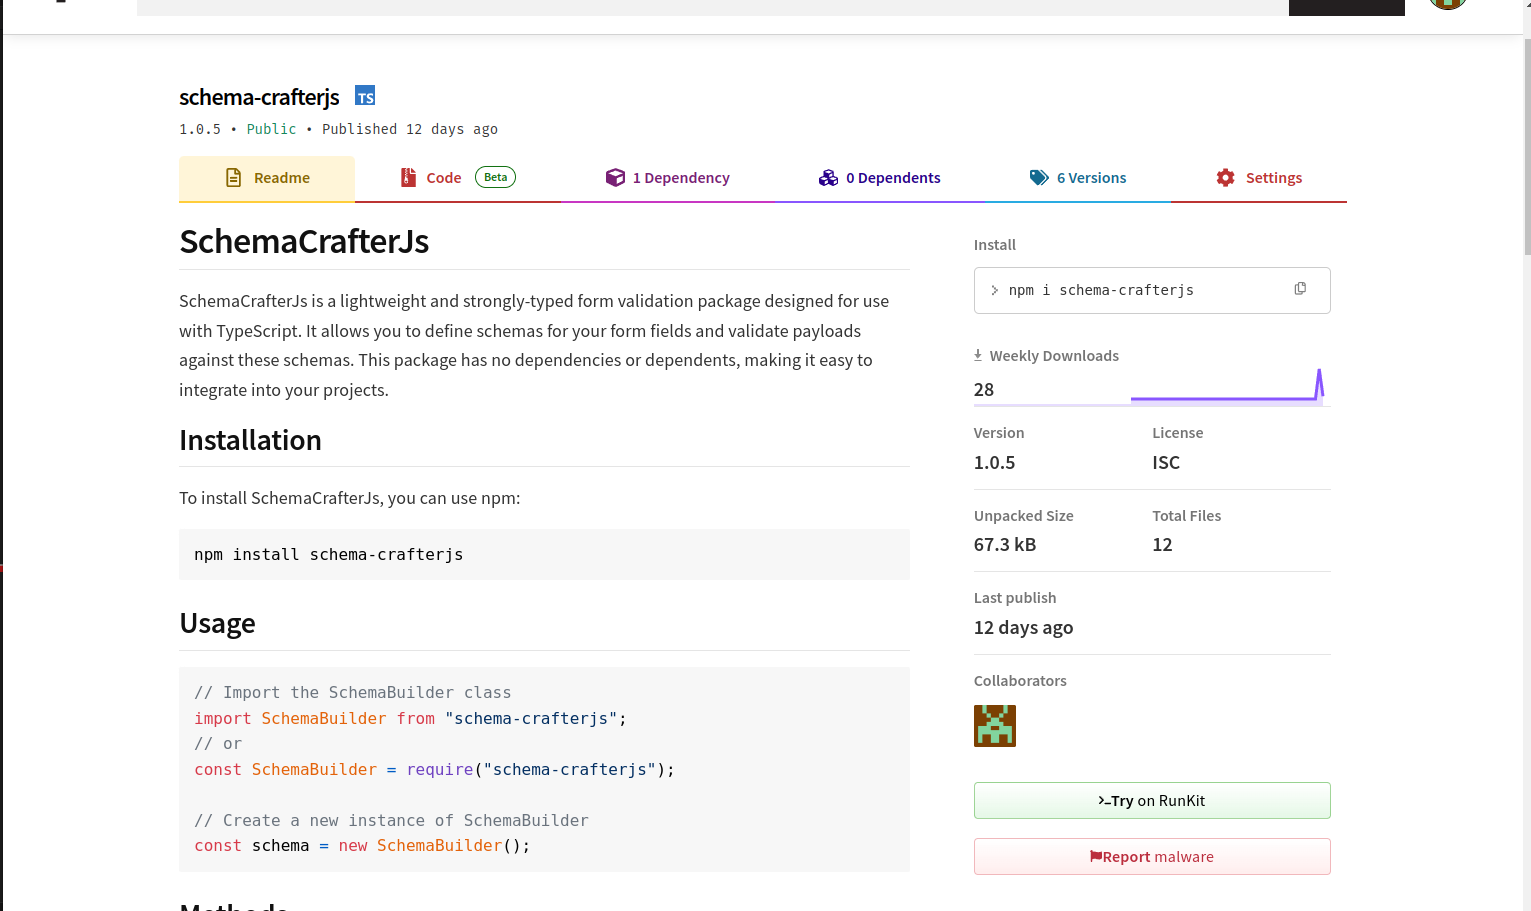 schema-crafterjs TS
1.0.5 • Public • Published 12 days ago
Readme
Code Beta
1 Dependency
0 Dependents
6 Versions
Settings
SchemaCrafterJs
SchemaCrafterJs is a lightweight and strongly-typed form validation package designed for use
with TypeScript. It allows you to define schemas for your form fields and validate payloads
against these schemas. This package has no dependencies or dependents, making it easy to
integrate into your projects.
Installation
To install SchemaCrafterJs, you can use npm:
npm install schema-crafterjs
Usage
// Import the SchemaBuilder class
import SchemaBuilder from "schema-crafterjs";
// or
const SchemaBuilder = require("schema-crafterjs");
// Create a new instance of SchemaBuilder
const schema = new SchemaBuilder();
Methods
Install
> npm i schema-crafterjs
Weekly Downloads
28
Version
1.0.5
License
ISC
Unpacked Size
67.3 kB
Total Files
12
Last publish
12 days ago
Collaborators
>_Try on RunKit
Report malware